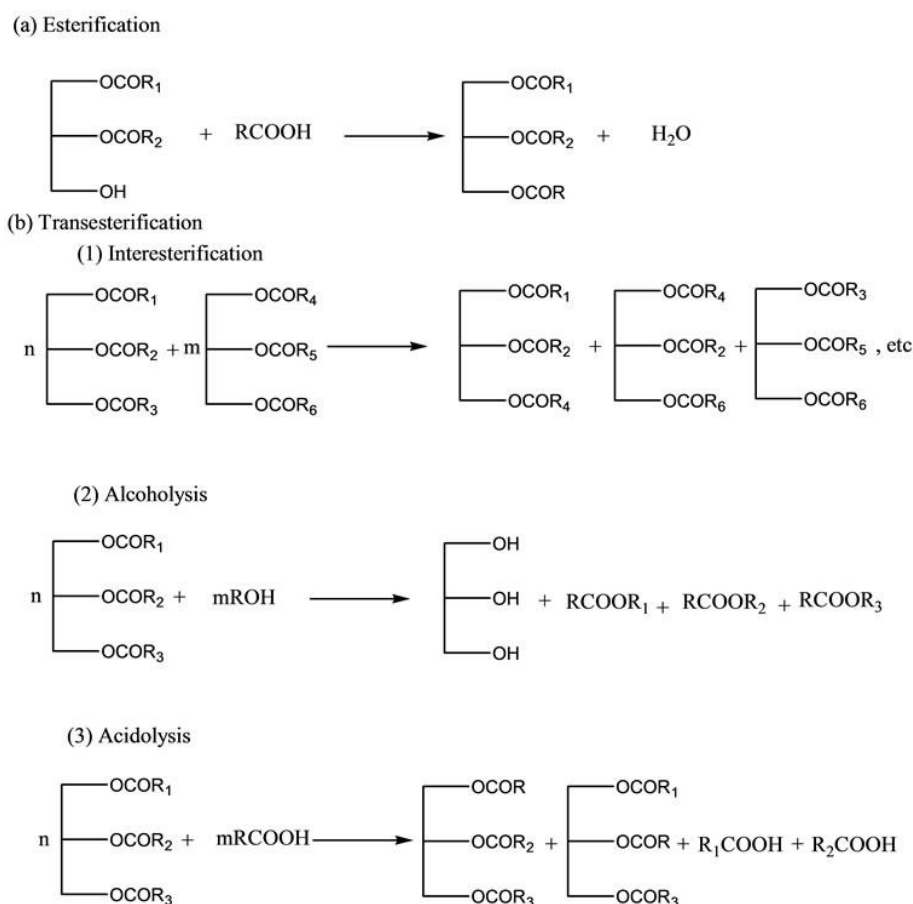 (a) Esterification
OCOR₁ OCOR₁
OCOR₂ + RCOOH OCOR₂ + H₂O
OH OCOR
(b) Transesterification
(1) Interesterification
OCOR₁ OCOR₄ OCOR₁ OCOR₄ OCOR₃
n OCOR₂ + m OCOR₅ OCOR₂ + OCOR₂ + OCOR₅ , etc
OCOR₃ OCOR₆ OCOR₄ OCOR₆ OCOR₆
(2) Alcoholysis
OCOR₁ OH
n OCOR₂ + mROH OH + RCOOR₁ + RCOOR₂ + RCOOR₃
OCOR₃ OH
(3) Acidolysis
OCOR₁ OCOR OCOR₁
n OCOR₂ + mRCOOH OCOR₂ + OCOR + R₁COOH + R₂COOH
OCOR₃ OCOR₃ OCOR₃